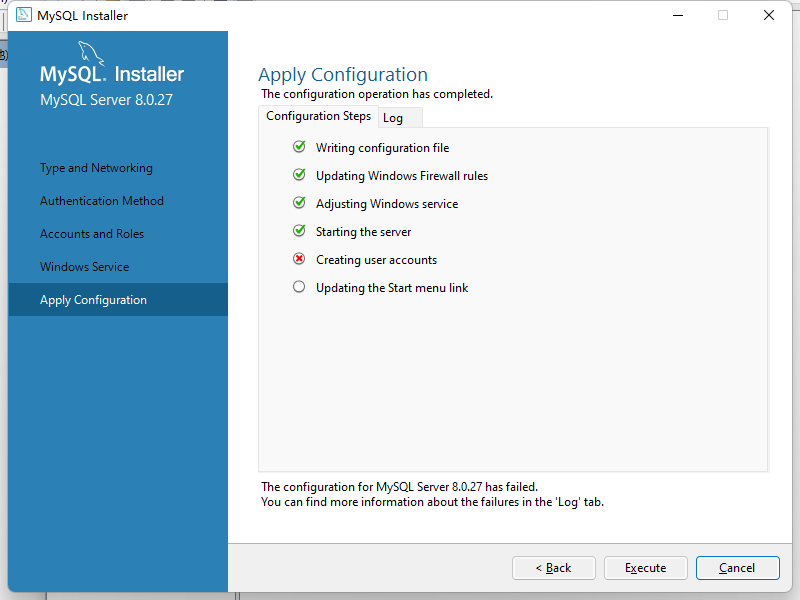 MySQL Installer
MySQL. Installer
MySQL Server 8.0.27
Type and Networking
Authentication Method
Accounts and Roles
Windows Service
Apply Configuration
Apply Configuration
The configuration operation has completed.
Configuration Steps Log
Writing configuration file
Updating Windows Firewall rules
Adjusting Windows service
Starting the server
Creating user accounts
Updating the Start menu link
The configuration for MySQL Server 8.0.27 has failed.
You can find more information about the failures in the 'Log' tab.
< Back Execute Cancel